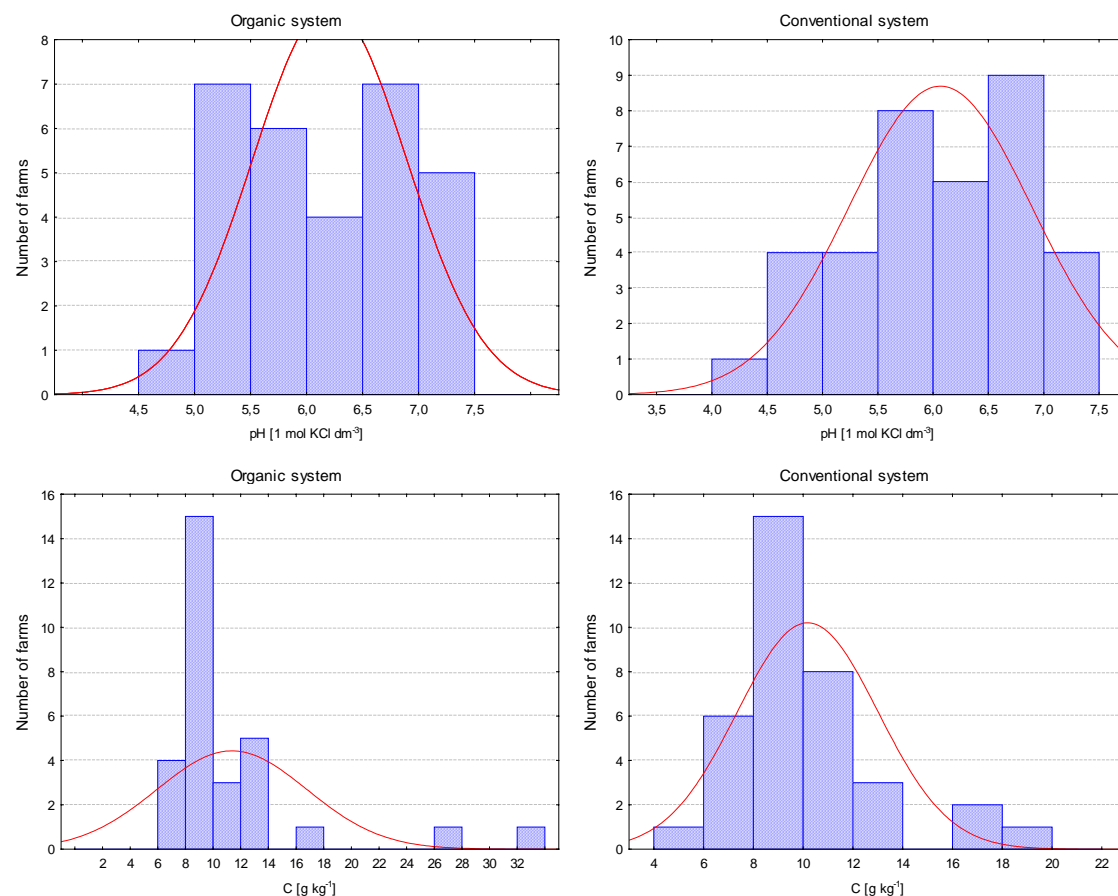 Organic system
8
7
6
5
4
3
2
1
0
Number of farms
4,5 5,0 5,5 6,0 6,5 7,0 7,5
pH [1 mol KCl dm-3]
Conventional system
10
9
8
7
6
5
4
3
2
1
0
Number of farms
3,5 4,0 4,5 5,0 5,5 6,0 6,5 7,0 7,5
pH [1 mol KCl dm-3]
Organic system
16
14
12
10
8
6
4
2
0
Number of farms
2 4 6 8 10 12 14 16 18 20 22 24 26 28 30 32
C [g kg-1]
Conventional system
16
14
12
10
8
6
4
2
0
Number of farms
4 6 8 10 12 14 16 18 20 22
C [g kg-1]